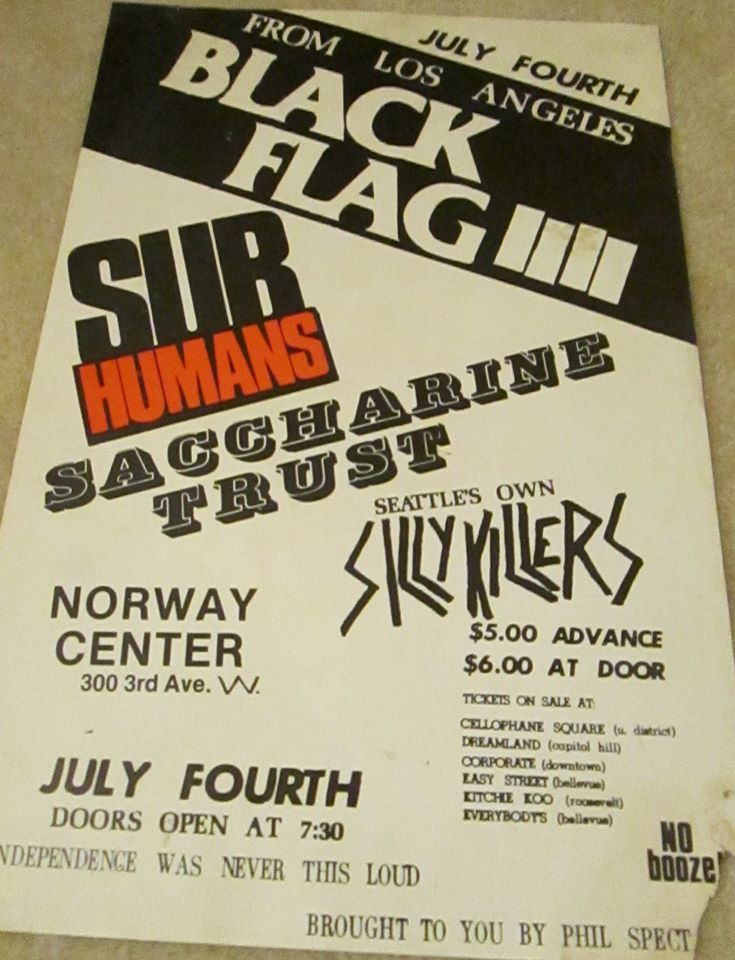 JULY FOURTH
FROM LOS ANGELES
BLACK
FLAG
SUB
HUMANS
SACCHARINE
TRUST
SEATTLE'S OWN
SILLY KILLERS
NORWAY
CENTER
300 3rd Ave. W.
$5.00 ADVANCE
$6.00 AT DOOR
TICKETS ON SALE AT:
CELLOPHANE SQUARE (u. district)
DREAMLAND (capitol hill)
CORPORATE (downtown)
EASY STREET (bellevue)
KITCHE KOO (roosevelt)
EVERYBODY'S (bellevue)
JULY FOURTH
DOORS OPEN AT 7:30
NO
booze
NDEPENDENCE WAS NEVER THIS LOUD
BROUGHT TO YOU BY PHIL SPECT